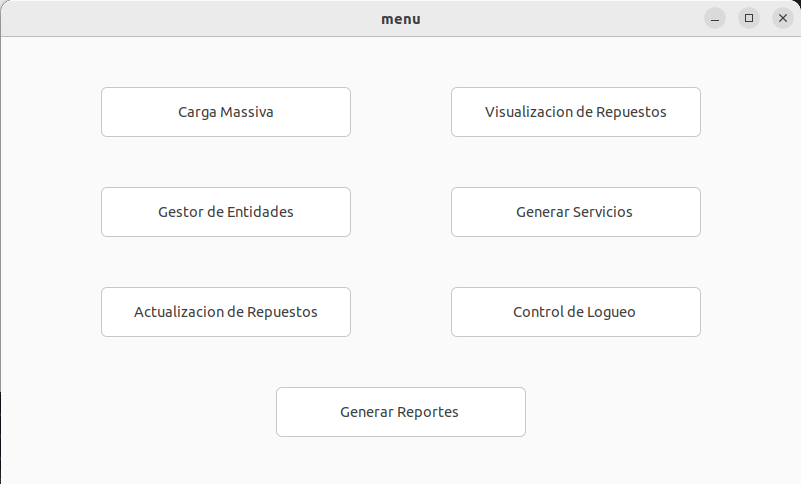 menu
Carga Massiva
Visualizacion de Repuestos
Gestor de Entidades
Generar Servicios
Actualizacion de Repuestos
Control de Logueo
Generar Reportes